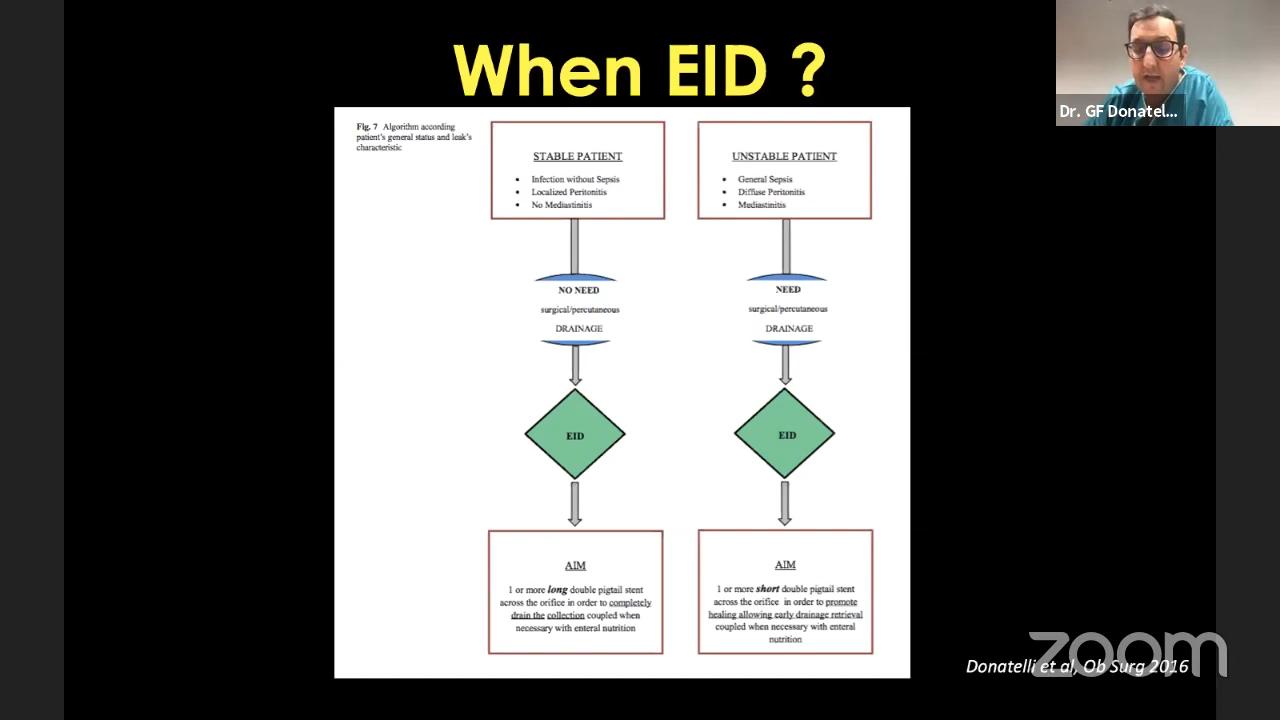 When EID ?
Dr. GF Donatel...
Fig. 7 Algorithm according
patient's general status and leak's
characteristic
STABLE PATIENT
• Infection without Sepsis
• Localized Peritonitis
• No Mediastinitis
UNSTABLE PATIENT
• General Sepsis
• Diffuse Peritonitis
• Mediastinitis
NO NEED
surgical/percutaneous
DRAINAGE
NEED
surgical/percutaneous
DRAINAGE
EID
EID
AIM
1 or more long double pigtail stent
across the orifice in order to completely
drain the collection coupled when
necessary with enteral nutrition
AIM
1 or more short double pigtail stent
across the orifice in order to promote
healing allowing early drainage retrieval
coupled when necessary with enteral
nutrition
Donatelli et al, Ob Surg 2016
zoom